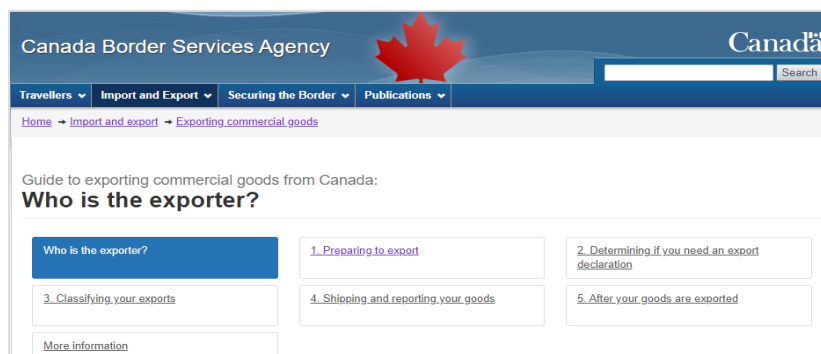 Canada Border Services Agency
Canada
Search
Travellers Import and Export Securing the Border Publications
Home → Import and export → Exporting commercial goods
Guide to exporting commercial goods from Canada:
Who is the exporter?
Who is the exporter?
1. Preparing to export
2. Determining if you need an export
declaration
3. Classifying your exports
4. Shipping and reporting your goods
5. After your goods are exported
More information